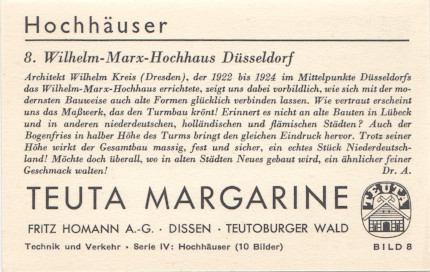 Hochhäuser
8. Wilhelm-Marx-Hochhaus Düsseldorf
Architekt Wilhelm Kreis (Dresden), der 1922 bis 1924 im Mittelpunkte Düsseldorfs
das Wilhelm-Marx-Hochhaus errichtete, zeigt uns dabei vorbildlich, wie sich mit der mo-
dernsten Bauweise auch alte Formen glücklich verbinden lassen. Wie vertraut erscheint
uns das Maßwerk, das den Turmbau krönt! Erinnert es nicht an alte Bauten in Lübeck
und in anderen niederdeutschen, holländischen und flämischen Städten? Auch der
Bogenfries in halber Höhe des Turms bringt den gleichen Eindruck hervor. Trotz seiner
Höhe wirkt der Gesamtbau massig, fest und sicher, ein echtes Stück Niederdeutsch-
land! Möchte doch überall, wo in alten Städten Neues gebaut wird, ein ähnlicher feiner
Geschmack walten! Dr. A.
TEUTA MARGARINE
TEUTA
FRITZ HOMANN A.-G. · DISSEN · TEUTOBURGER WALD
Technik und Verkehr · Serie IV: Hochhäuser (10 Bilder) BILD 8